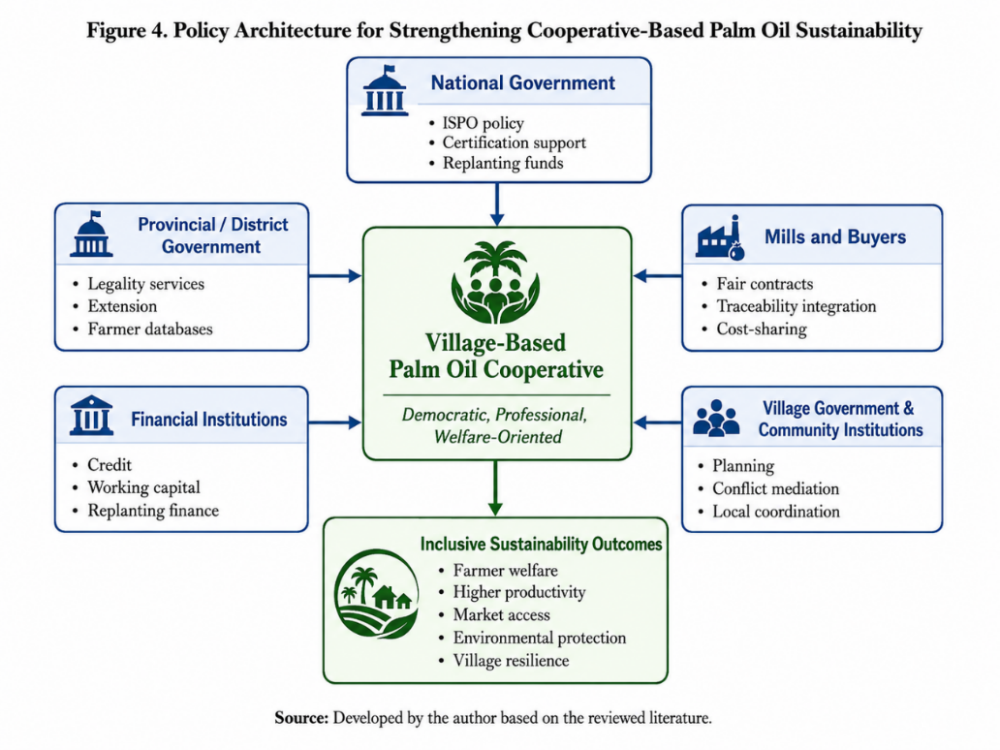 Figure 4. Policy Architecture for Strengthening Cooperative-Based Palm Oil Sustainability
National Government
• ISPO policy
• Certification support
• Replanting funds
Provincial / District
Government
• Legality services
• Extension
• Farmer databases
Mills and Buyers
• Fair contracts
• Traceability integration
• Cost-sharing
Village-Based
Palm Oil Cooperative
Democratic, Professional,
Welfare-Oriented
Financial Institutions
• Credit
• Working capital
• Replanting finance
Village Government &
Community Institutions
• Planning
• Conflict mediation
• Local coordination
Inclusive Sustainability Outcomes
• Farmer welfare
• Higher productivity
• Market access
• Environmental protection
• Village resilience
Source: Developed by the author based on the reviewed literature.